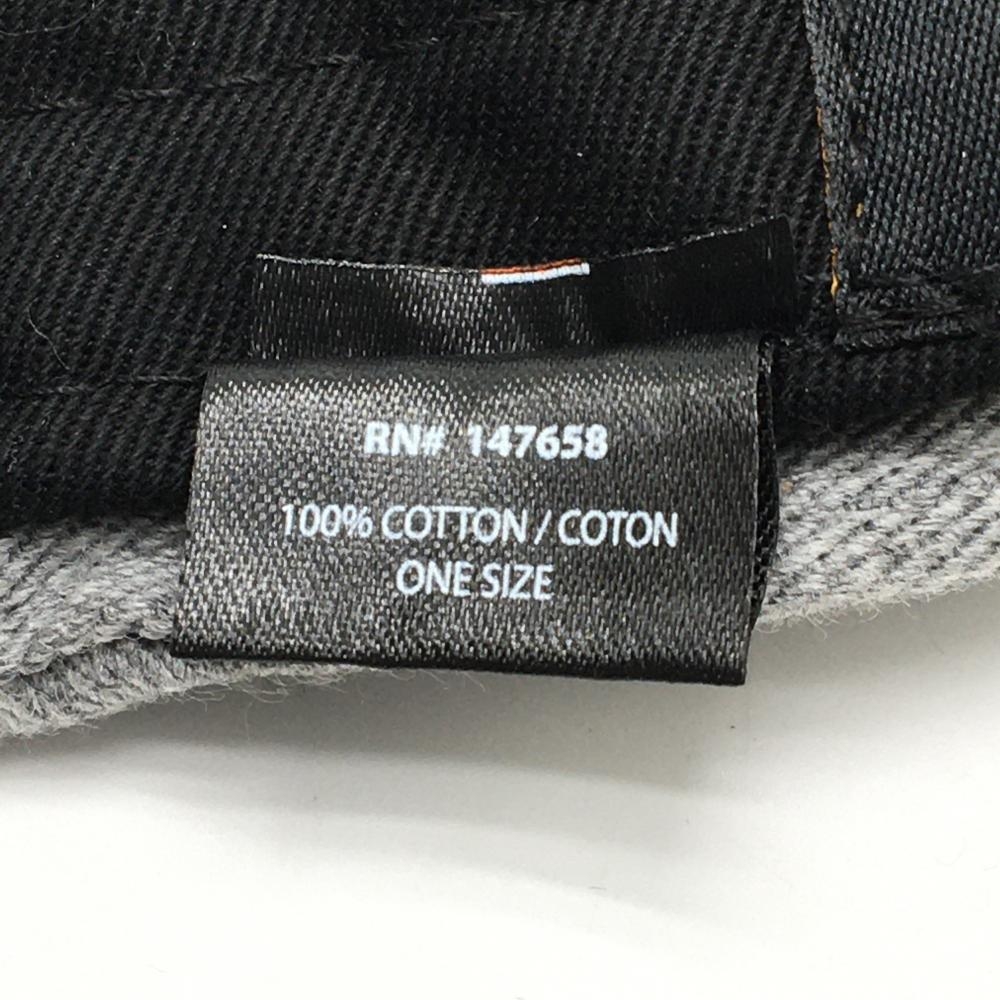 RN# 147658
100% COTTON / COTON
ONE SIZE